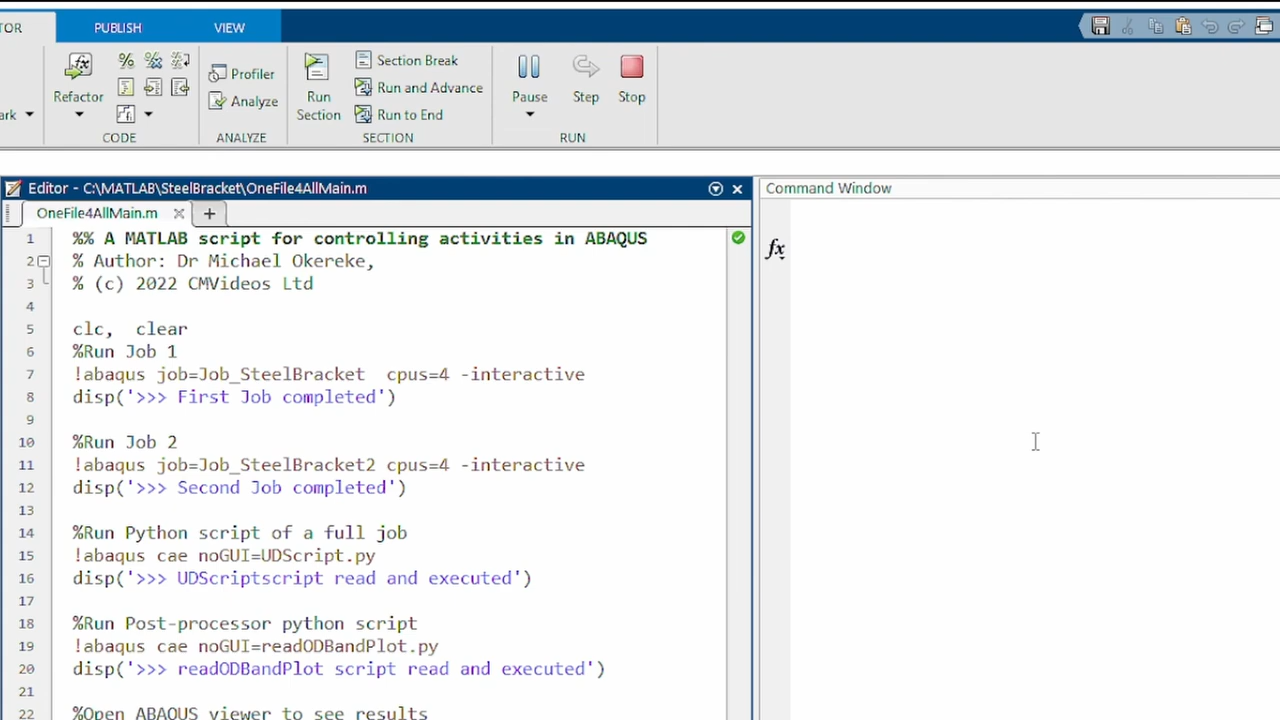 TOR PUBLISH VIEW
Refactor
Profiler
Analyze
Run Section
Section Break
Run and Advance
Run to End
Pause
Step
Stop
ark
CODE ANALYZE SECTION RUN
Editor - C:\MATLAB\SteelBracket\OneFile4AllMain.m
Command Window
OneFile4AllMain.m
fx
1 %% A MATLAB script for controlling activities in ABAQUS
2 % Author: Dr Michael Okereke,
3 % (c) 2022 CMVideos Ltd
4
5 clc,  clear
6 %Run Job 1
7 !abaqus job=Job_SteelBracket  cpus=4 -interactive
8 disp('>>> First Job completed')
9
10 %Run Job 2
11 !abaqus job=Job_SteelBracket2 cpus=4 -interactive
12 disp('>>> Second Job completed')
13
14 %Run Python script of a full job
15 !abaqus cae noGUI=UDScript.py
16 disp('>>> UDScriptscript read and executed')
17
18 %Run Post-processor python script
19 !abaqus cae noGUI=readODBandPlot.py
20 disp('>>> readODBandPlot script read and executed')
21
22 %Open ABAQUS viewer to see results